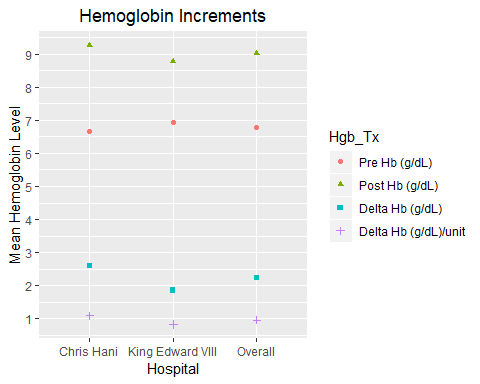 Hemoglobin Increments
Mean Hemoglobin Level
9
8
7
6
5
4
3
2
1
Chris Hani King Edward VIII Overall
Hospital
Hgb_Tx
Pre Hb (g/dL)
Post Hb (g/dL)
Delta Hb (g/dL)
Delta Hb (g/dL)/unit